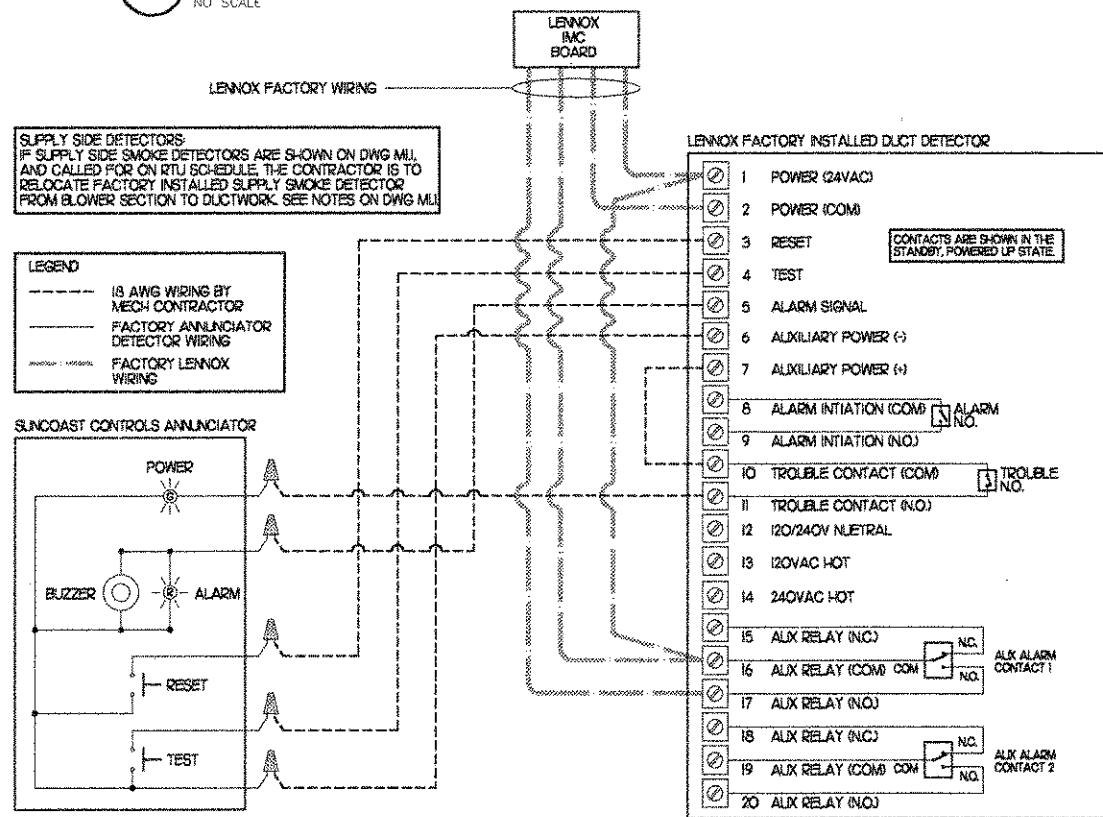 NO SCALE
LENNOX
IMC
BOARD
LENNOX FACTORY WIRING
SUPPLY SIDE DETECTORS:
IF SUPPLY SIDE SMOKE DETECTORS ARE SHOWN ON DWG M1.1,
AND CALLED FOR ON RTU SCHEDULE, THE CONTRACTOR IS TO
RELOCATE FACTORY INSTALLED SUPPLY SMOKE DETECTOR
FROM BLOWER SECTION TO DUCTWORK. SEE NOTES ON DWG M1.1
LEGEND
18 AWG WIRING BY
MECH CONTRACTOR
FACTORY ANNUNCIATOR
DETECTOR WIRING
FACTORY LENNOX
WIRING
SUNCOAST CONTROLS ANNUNCIATOR
POWER
G
BUZZER
R
ALARM
RESET
TEST
LENNOX FACTORY INSTALLED DUCT DETECTOR
1 POWER (24VAC)
2 POWER (COM)
3 RESET
CONTACTS ARE SHOWN IN THE
STANDBY, POWERED UP STATE.
4 TEST
5 ALARM SIGNAL
6 AUXILIARY POWER (-)
7 AUXILIARY POWER (+)
8 ALARM INTIATION (COM)
ALARM
N.O.
9 ALARM INTIATION (N.O.)
10 TROUBLE CONTACT (COM)
TROUBLE
N.O.
11 TROUBLE CONTACT (N.O.)
12 120/240V NUETRAL
13 120VAC HOT
14 240VAC HOT
15 AUX RELAY (N.C.)
N.C.
16 AUX RELAY (COM) COM
N.O.
AUX ALARM
CONTACT 1
17 AUX RELAY (N.O.)
18 AUX RELAY (N.C.)
N.C.
19 AUX RELAY (COM) COM
N.O.
AUX ALARM
CONTACT 2
20 AUX RELAY (N.O.)